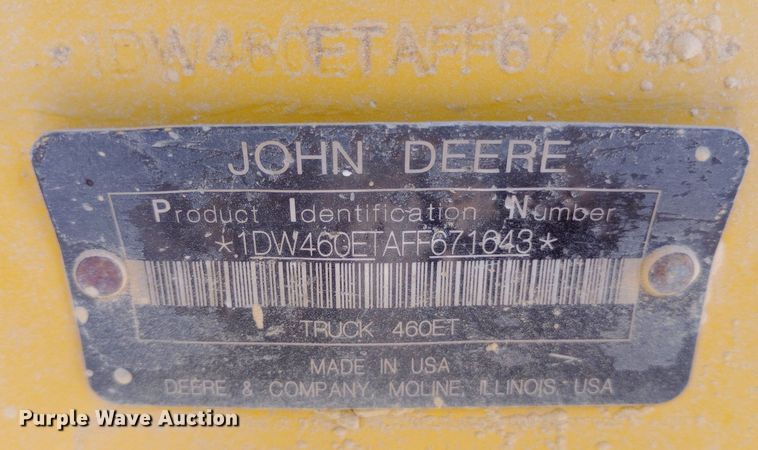 *1DW460ETAFF671643*
JOHN DEERE
Product Identification Number
*1DW460ETAFF671643*
TRUCK 460ET
MADE IN USA
DEERE & COMPANY, MOLINE, ILLINOIS, USA
Purple Wave Auction